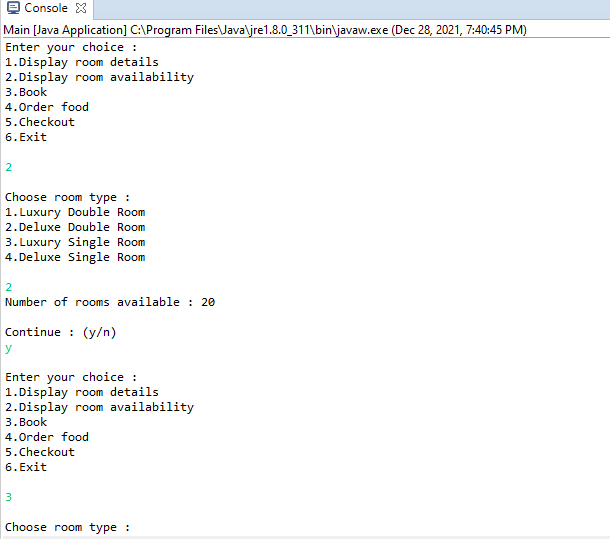 Console
Main [Java Application] C:\Program Files\Java\jre1.8.0_311\bin\javaw.exe (Dec 28, 2021, 7:40:45 PM)
Enter your choice :
1.Display room details
2.Display room availability
3.Book
4.Order food
5.Checkout
6.Exit
2
Choose room type :
1.Luxury Double Room
2.Deluxe Double Room
3.Luxury Single Room
4.Deluxe Single Room
2
Number of rooms available : 20
Continue : (y/n)
y
Enter your choice :
1.Display room details
2.Display room availability
3.Book
4.Order food
5.Checkout
6.Exit
3
Choose room type :